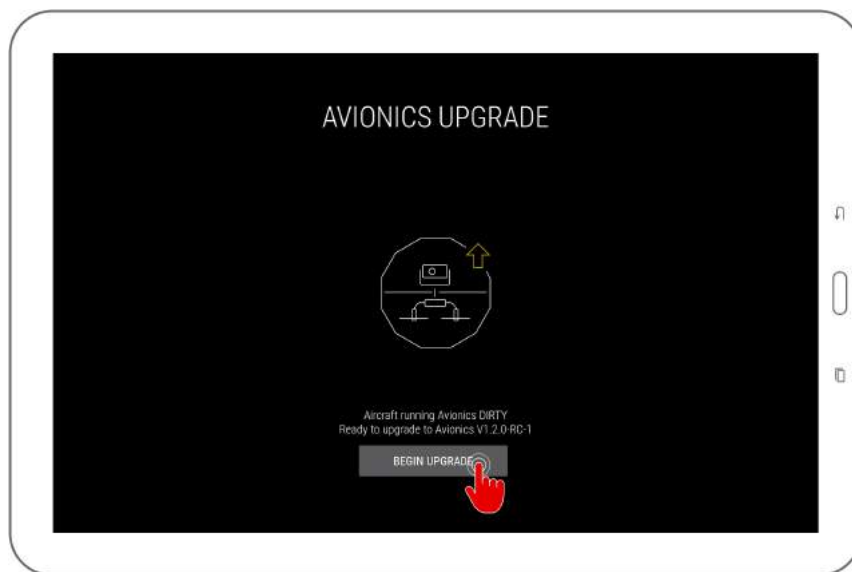 AVIONICS UPGRADE
Aircraft running Avionics DIRTY
Ready to upgrade to Avionics V1.2.0-RC-1
BEGIN UPGRADE